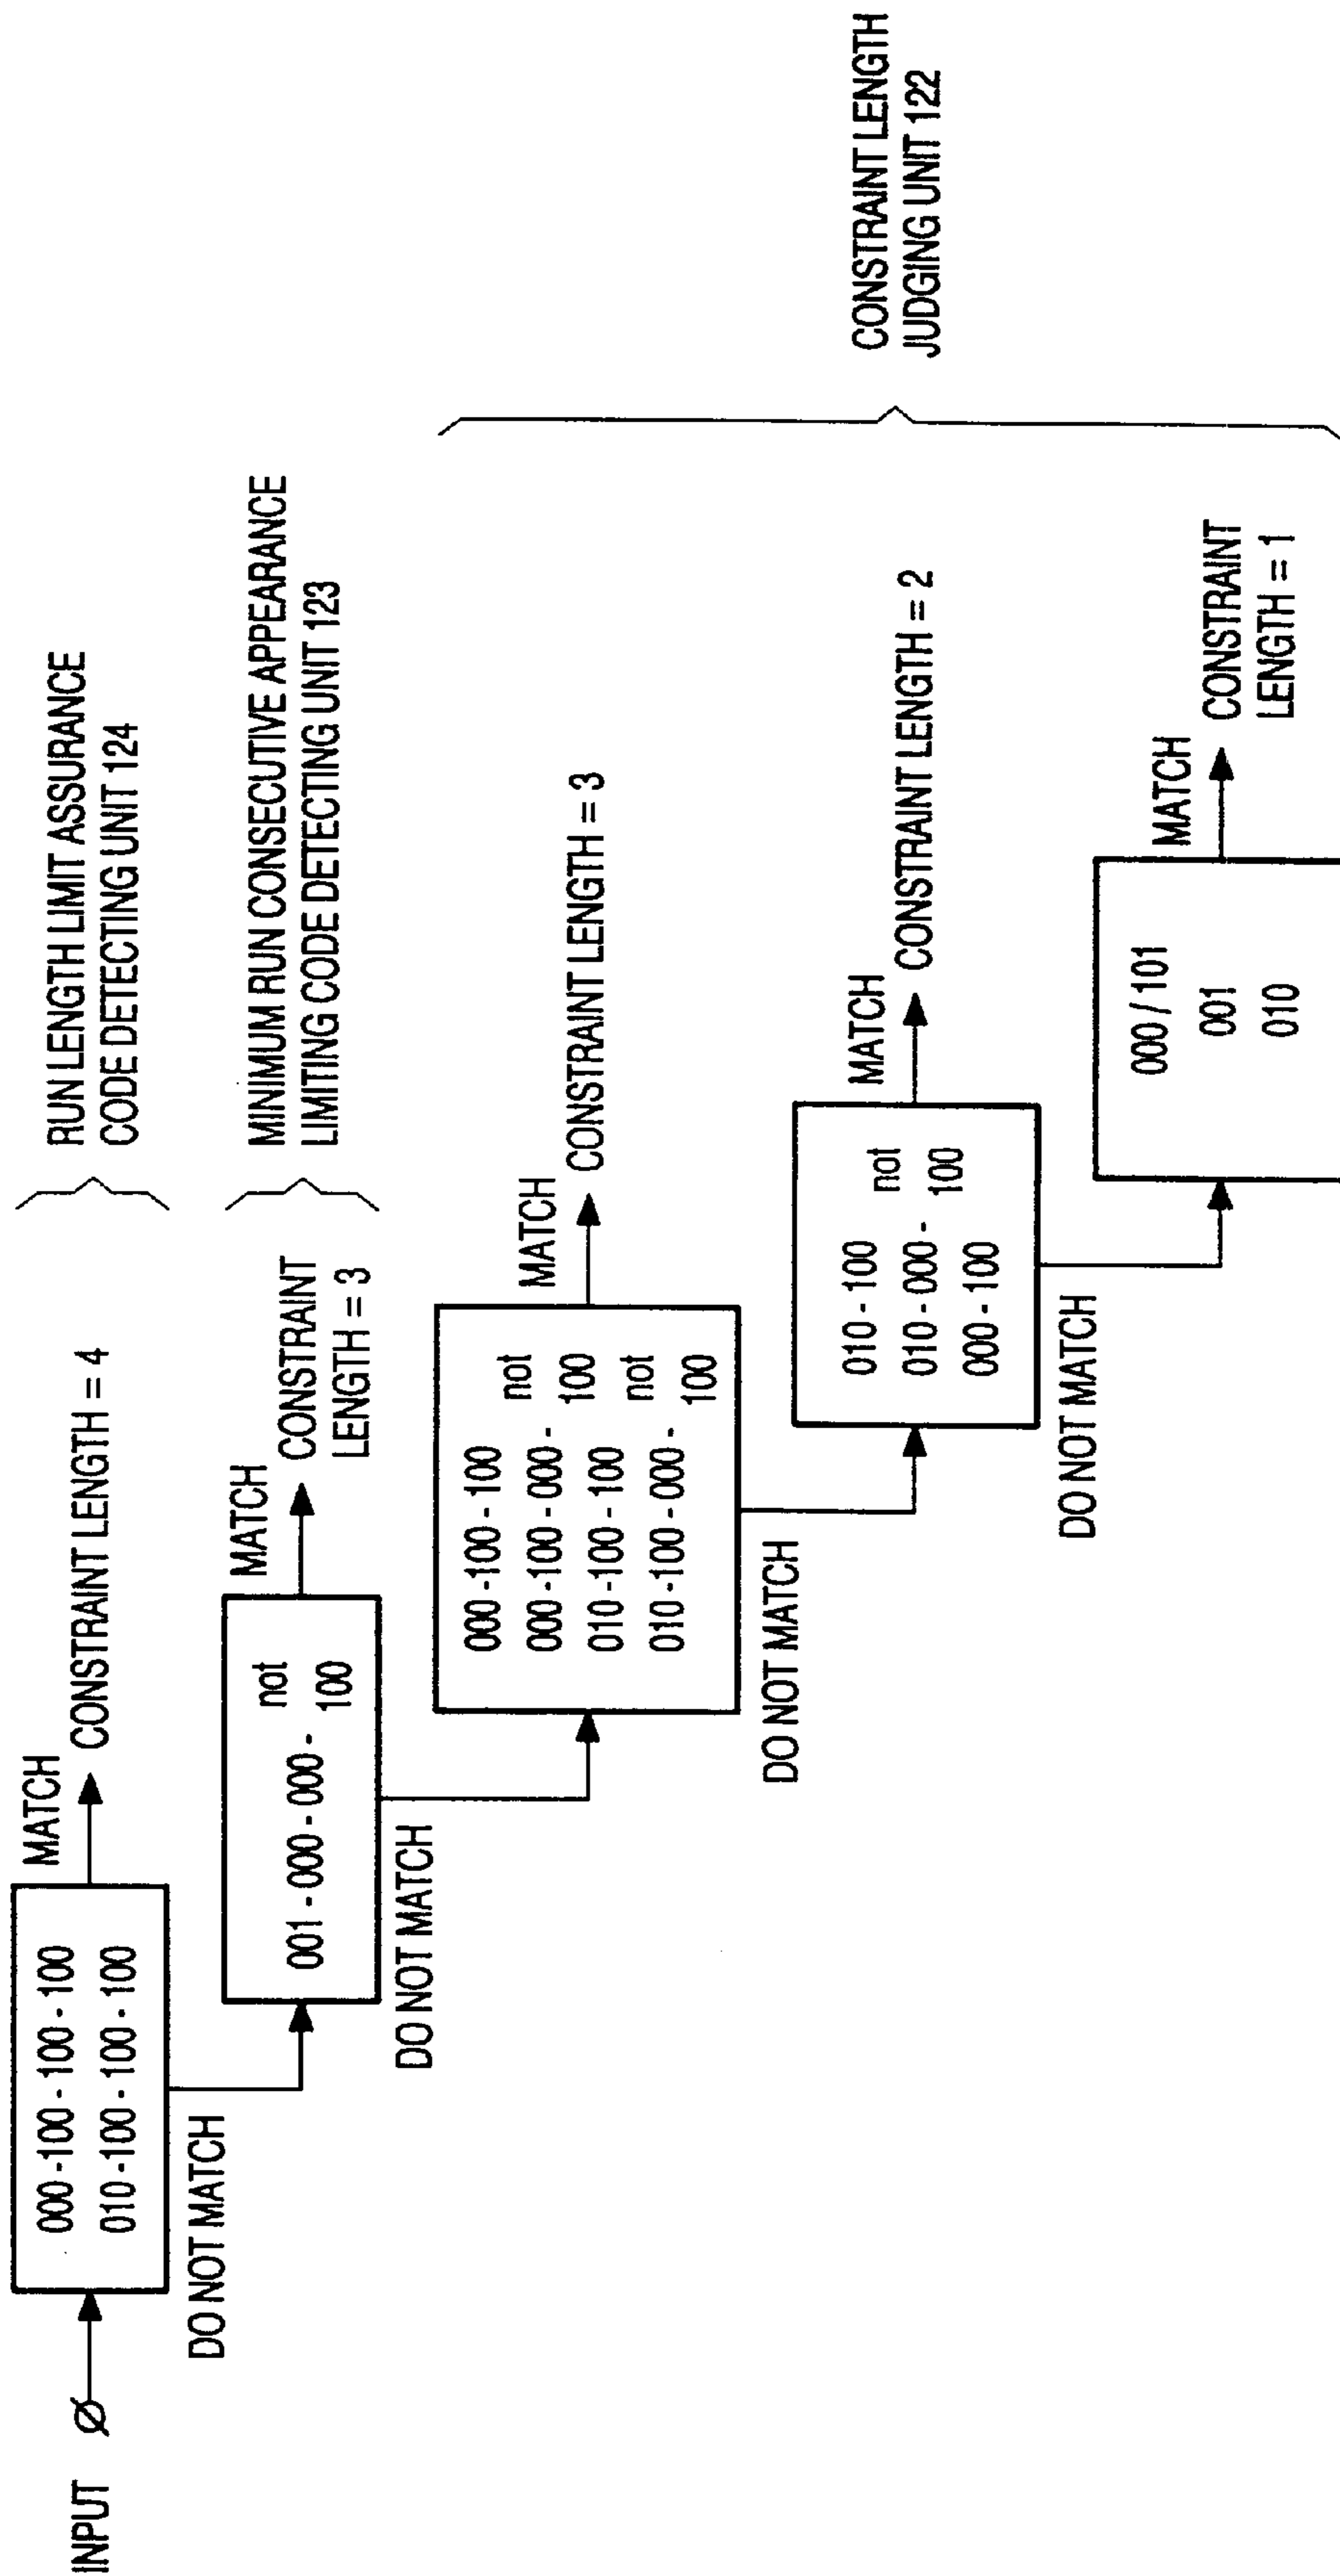 INPUT Ø
000 - 100 - 100 - 100
010 - 100 - 100 - 100
MATCH
CONSTRAINT LENGTH = 4
RUN LENGTH LIMIT ASSURANCE
CODE DETECTING UNIT 124
DO NOT MATCH
001 - 000 - 000 -
not
100
MATCH
CONSTRAINT
LENGTH = 3
MINIMUM RUN CONSECUTIVE APPEARANCE
LIMITING CODE DETECTING UNIT 123
DO NOT MATCH
000 - 100 - 100
not
000 - 100 - 000 -
100
010 - 100 - 100
not
010 - 100 - 000 -
100
MATCH
CONSTRAINT LENGTH = 3
DO NOT MATCH
010 - 100
not
010 - 000 -
100
000 - 100
MATCH
CONSTRAINT LENGTH = 2
DO NOT MATCH
000 / 101
001
010
MATCH
CONSTRAINT
LENGTH = 1
CONSTRAINT LENGTH
JUDGING UNIT 122